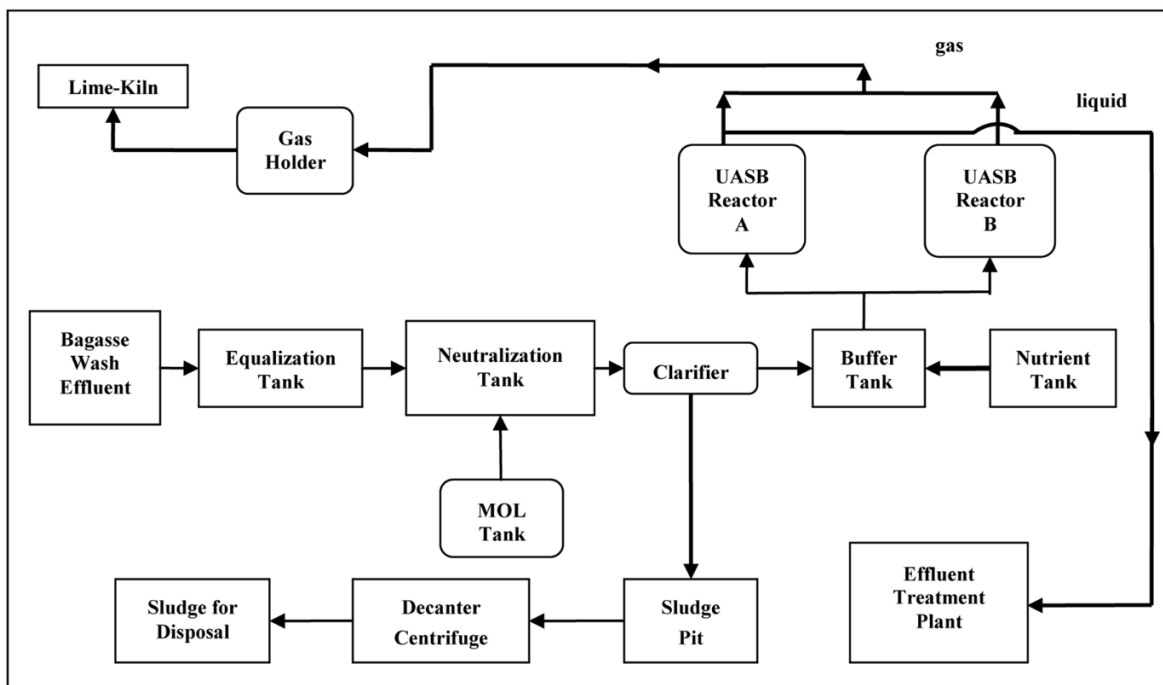 gas
Lime-Kiln
liquid
Gas
Holder
UASB
Reactor
A
UASB
Reactor
B
Bagasse
Wash
Effluent
Equalization
Tank
Neutralization
Tank
Clarifier
Buffer
Tank
Nutrient
Tank
MOL
Tank
Sludge for
Disposal
Decanter
Centrifuge
Sludge
Pit
Effluent
Treatment
Plant